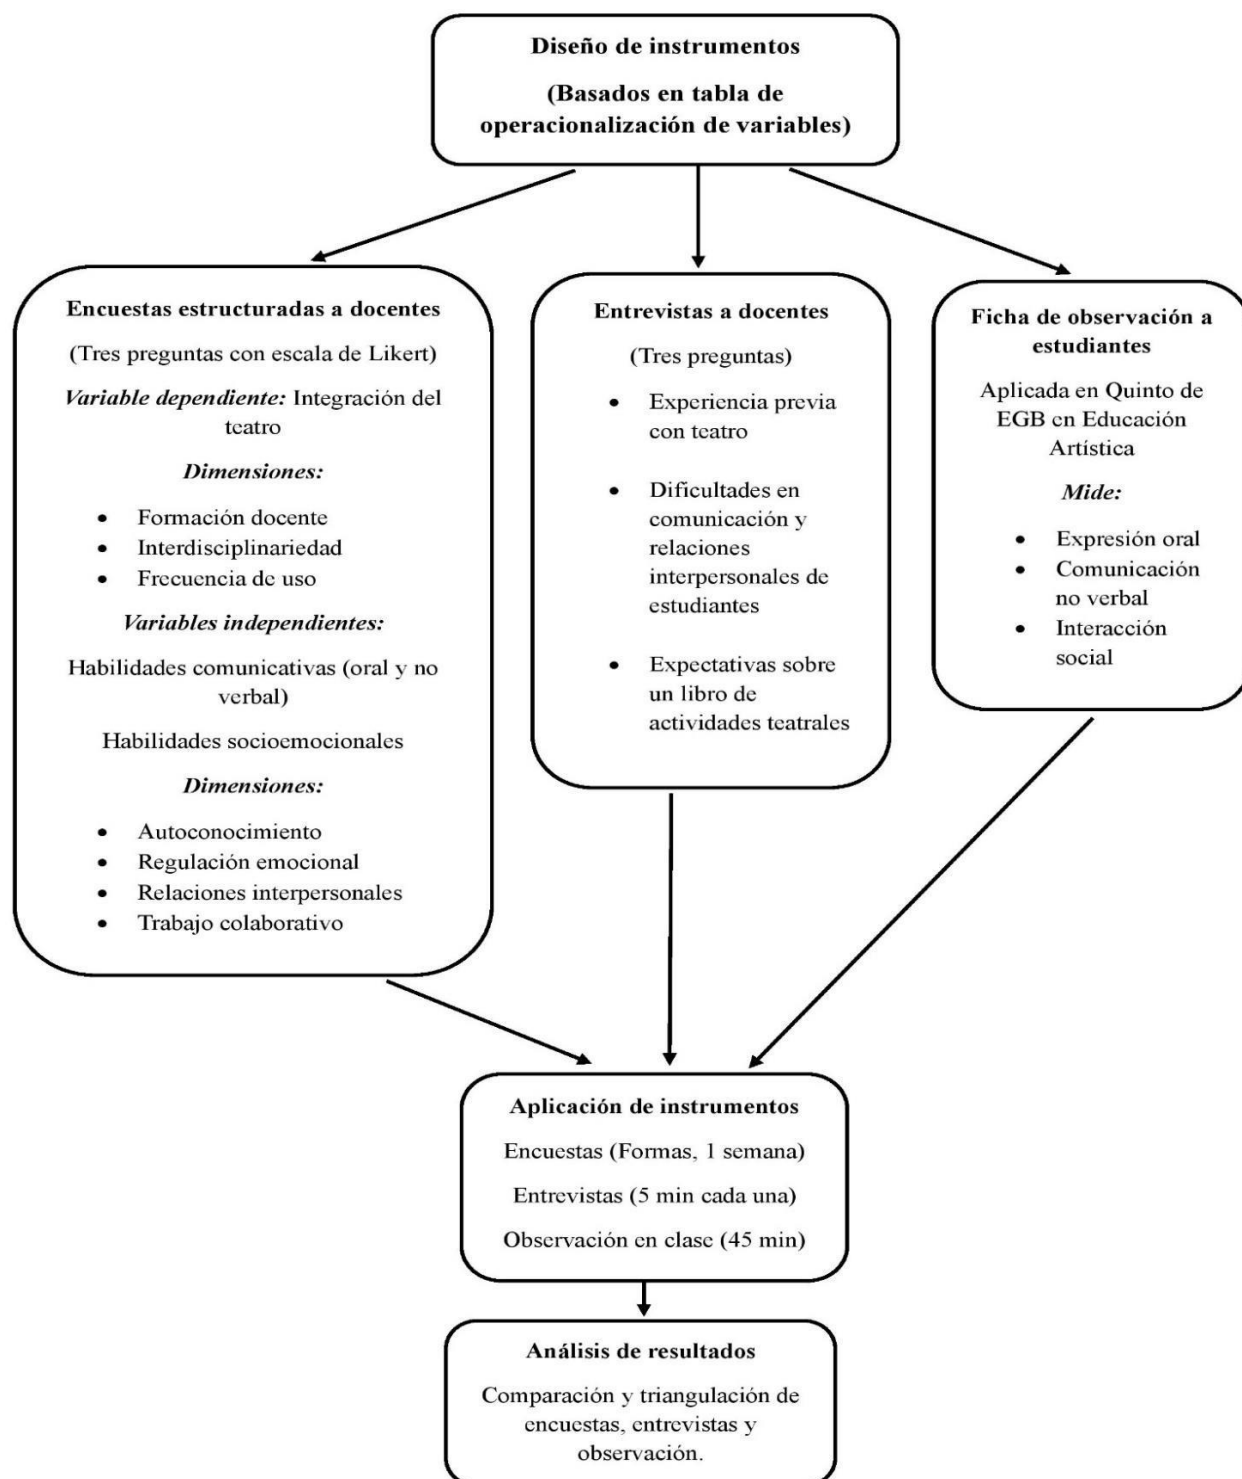 Diseño de instrumentos
(Basados en tabla de
operacionalización de variables)
Encuestas estructuradas a docentes
(Tres preguntas con escala de Likert)
Variable dependiente: Integración del
teatro
Dimensiones:
• Formación docente
• Interdisciplinariedad
• Frecuencia de uso
Variables independientes:
Habilidades comunicativas (oral y no
verbal)
Habilidades socioemocionales
Dimensiones:
• Autoconocimiento
• Regulación emocional
• Relaciones interpersonales
• Trabajo colaborativo
Entrevistas a docentes
(Tres preguntas)
• Experiencia previa
con teatro
• Dificultades en
comunicación y
relaciones
interpersonales de
estudiantes
• Expectativas sobre
un libro de
actividades teatrales
Ficha de observación a
estudiantes
Aplicada en Quinto de
EGB en Educación
Artística
Mide:
• Expresión oral
• Comunicación
no verbal
• Interacción
social
Aplicación de instrumentos
Encuestas (Formas, 1 semana)
Entrevistas (5 min cada una)
Observación en clase (45 min)
Análisis de resultados
Comparación y triangulación de
encuestas, entrevistas y
observación.